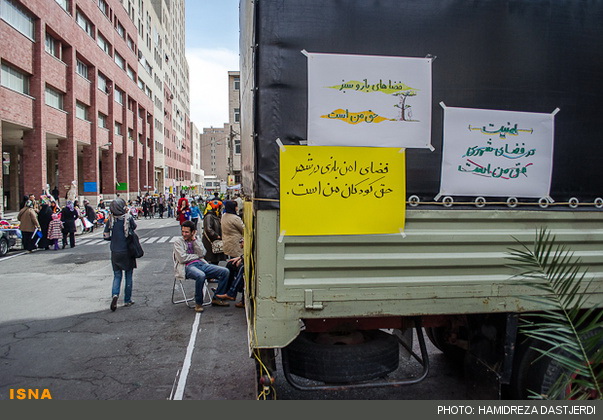 فضاهای باز و سبز
حق من است.
امنیت
در فضای شهری
حق من است.
فضای امن بازی در شهر
حق کودکان من است.
ISNA
PHOTO: HAMIDREZA DASTJERDI